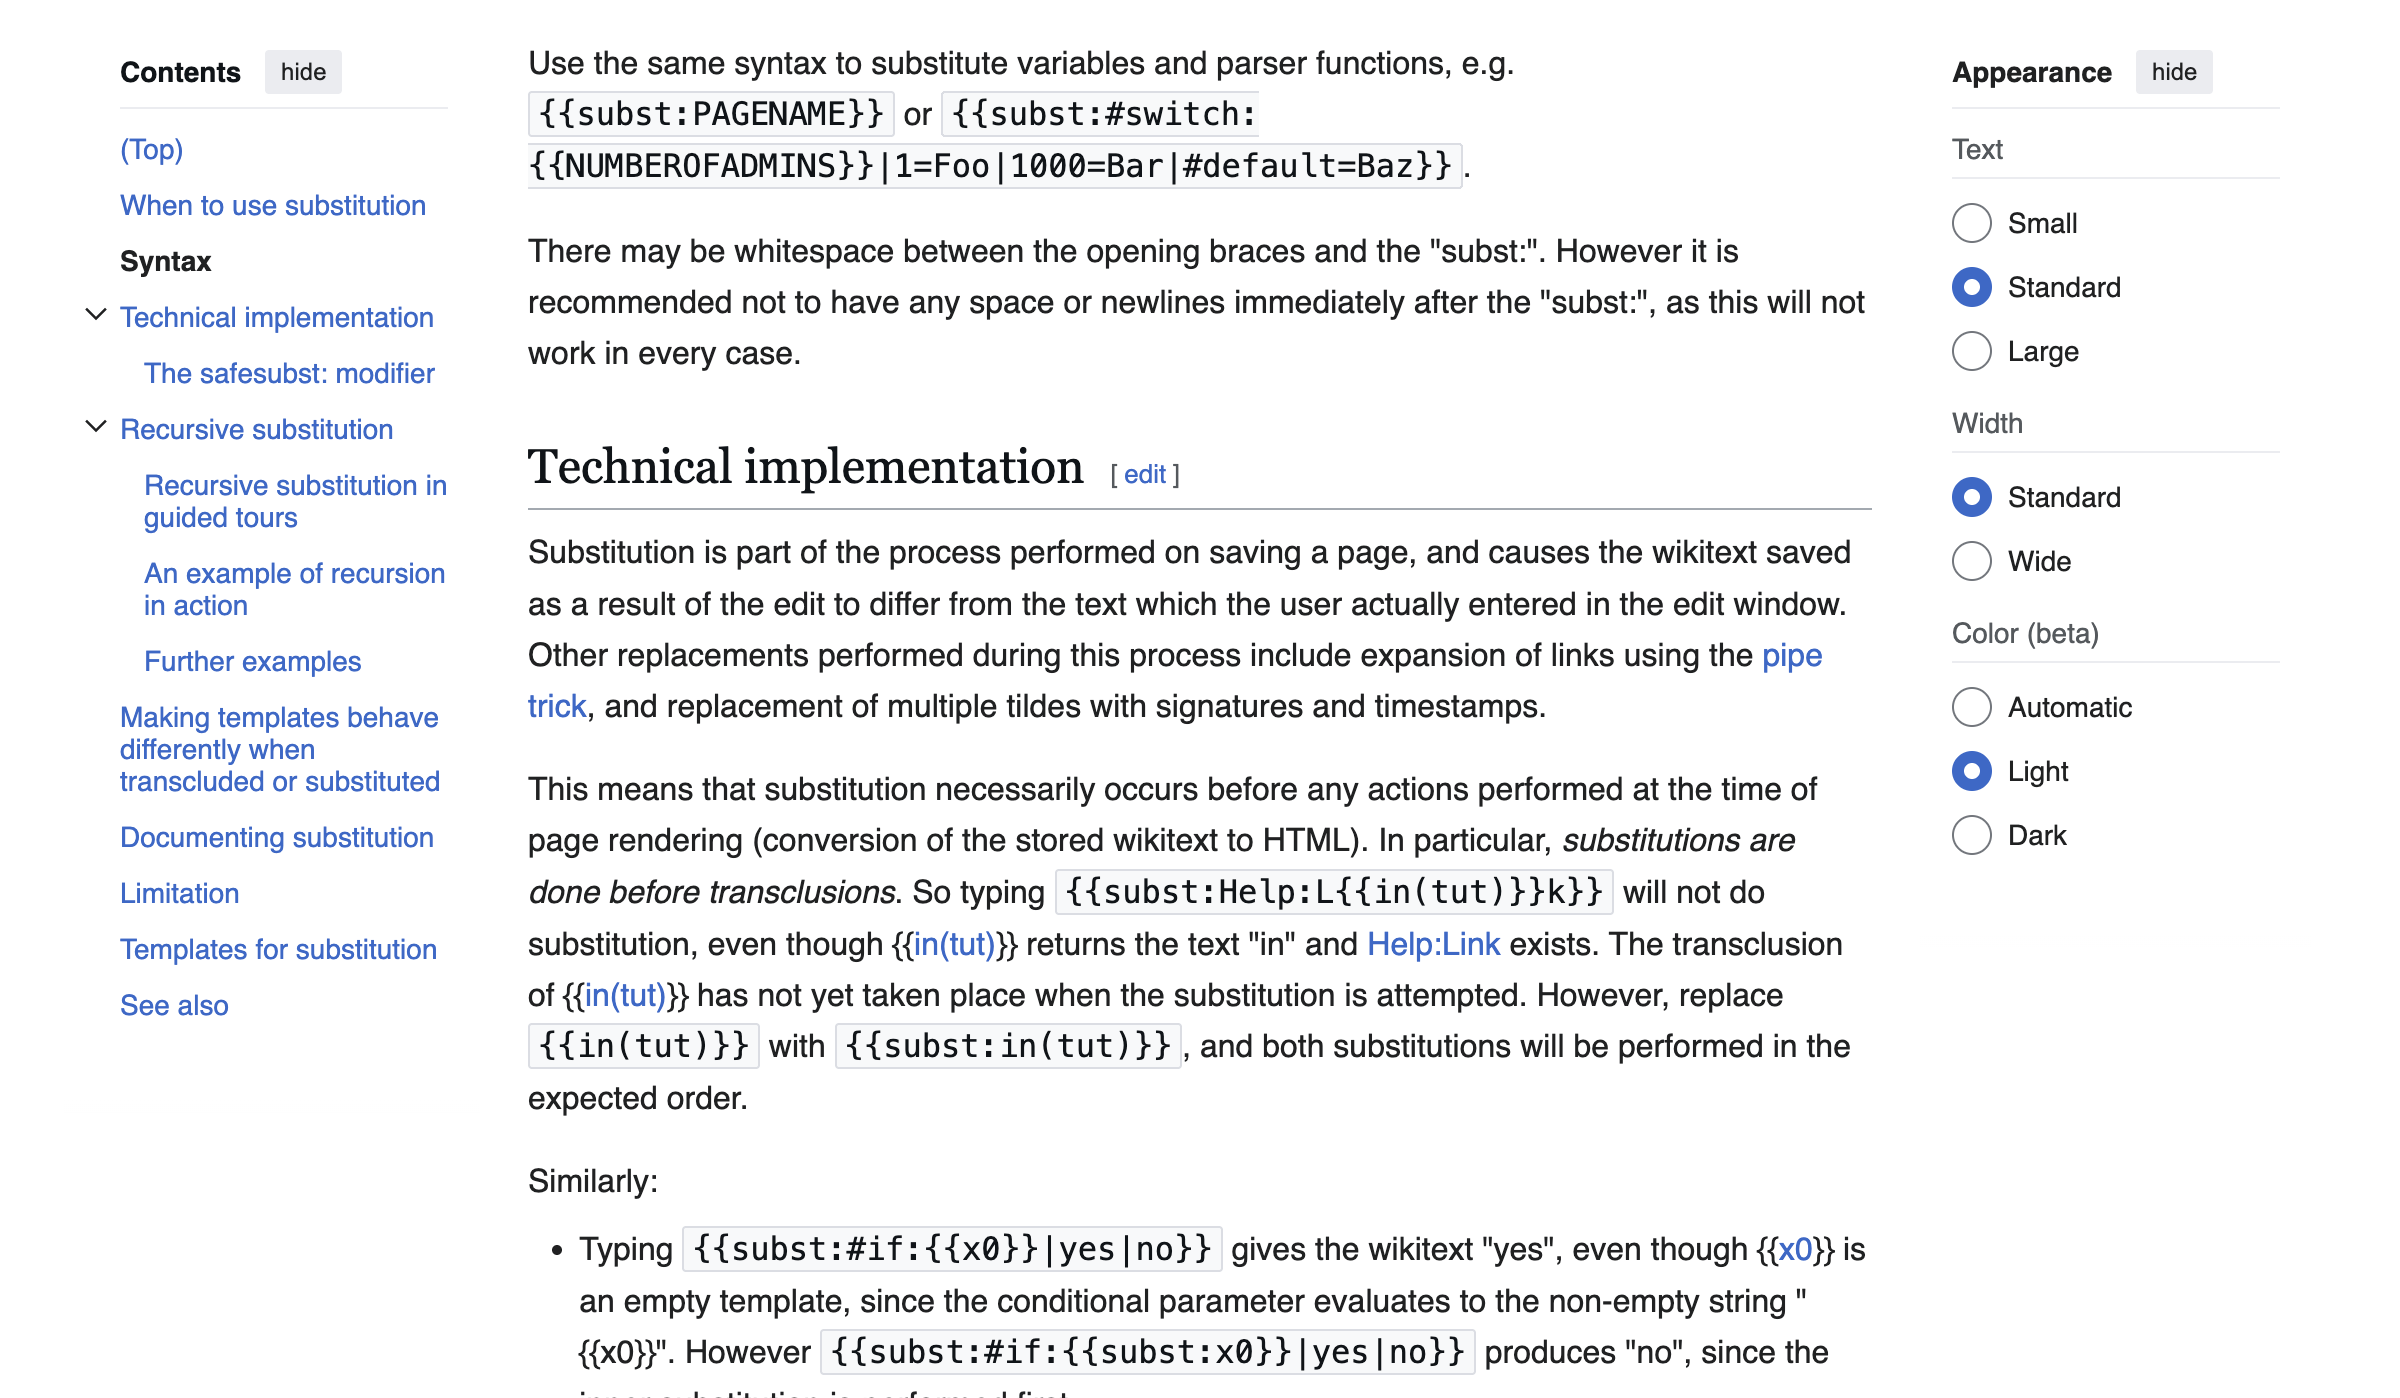 Contents hide
(Top)
When to use substitution
Syntax
Technical implementation
The safesubst: modifier
Recursive substitution
Recursive substitution in
guided tours
An example of recursion
in action
Further examples
Making templates behave
differently when
transcluded or substituted
Documenting substitution
Limitation
Templates for substitution
See also
Use the same syntax to substitute variables and parser functions, e.g.
{{subst:PAGENAME}} or {{subst:#switch:
{{NUMBEROFADMINS}}|1=Foo|1000=Bar|#default=Baz}}.
There may be whitespace between the opening braces and the "subst:". However it is
recommended not to have any space or newlines immediately after the "subst:", as this will not
work in every case.
Technical implementation [ edit ]
Substitution is part of the process performed on saving a page, and causes the wikitext saved
as a result of the edit to differ from the text which the user actually entered in the edit window.
Other replacements performed during this process include expansion of links using the pipe
trick, and replacement of multiple tildes with signatures and timestamps.
This means that substitution necessarily occurs before any actions performed at the time of
page rendering (conversion of the stored wikitext to HTML). In particular, substitutions are
done before transclusions. So typing {{subst:Help:L{{in(tut)}}k}} will not do
substitution, even though {{in(tut)}} returns the text "in" and Help:Link exists. The transclusion
of {{in(tut)}} has not yet taken place when the substitution is attempted. However, replace
{{in(tut)}} with {{subst:in(tut)}}, and both substitutions will be performed in the
expected order.
Similarly:
• Typing {{subst:#if:{{x0}}|yes|no}} gives the wikitext "yes", even though {{x0}} is
an empty template, since the conditional parameter evaluates to the non-empty string "
{{x0}}". However {{subst:#if:{{subst:x0}}|yes|no}} produces "no", since the
inner substitution is performed first.
Appearance hide
Text
Small
Standard
Large
Width
Standard
Wide
Color (beta)
Automatic
Light
Dark